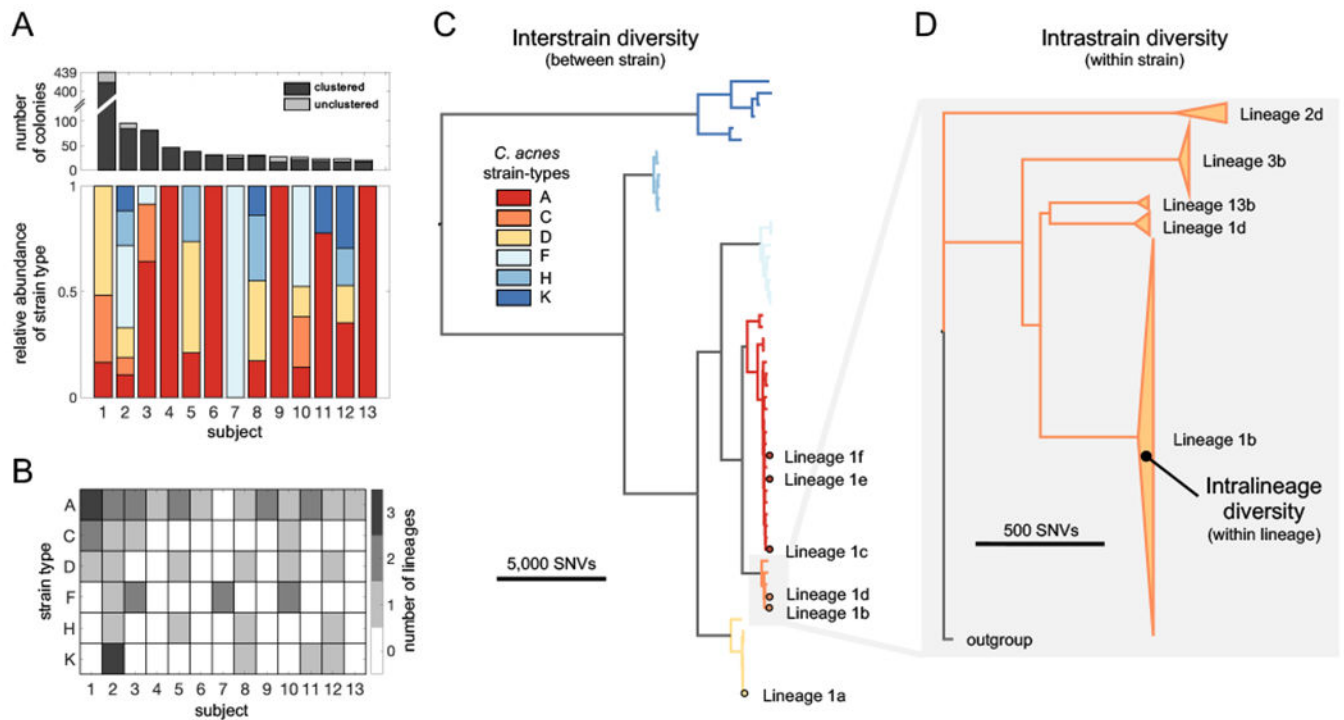 A
439
400
100
50
0
number
of colonies
clustered
unclustered
1
0.5
0
relative abundance
of strain type
1 2 3 4 5 6 7 8 9 10 11 12 13
subject
B
A
C
D
F
H
K
strain type
1 2 3 4 5 6 7 8 9 10 11 12 13
subject
3
2
1
0
number of lineages
C
Interstrain diversity
(between strain)
C. acnes
strain-types
A
C
D
F
H
K
5,000 SNVs
Lineage 1f
Lineage 1e
Lineage 1c
Lineage 1d
Lineage 1b
Lineage 1a
D
Intrastrain diversity
(within strain)
Lineage 2d
Lineage 3b
Lineage 13b
Lineage 1d
Lineage 1b
Intralineage
diversity
(within lineage)
500 SNVs
outgroup